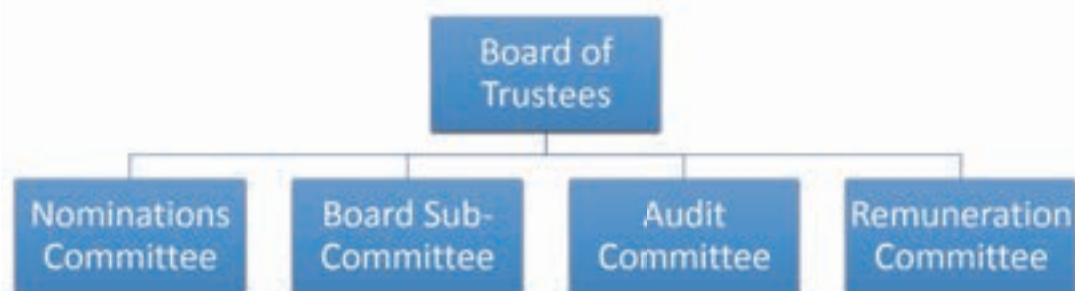 Board of
Trustees
Nominations
Committee
Board Sub-
Committee
Audit
Committee
Remuneration
Committee